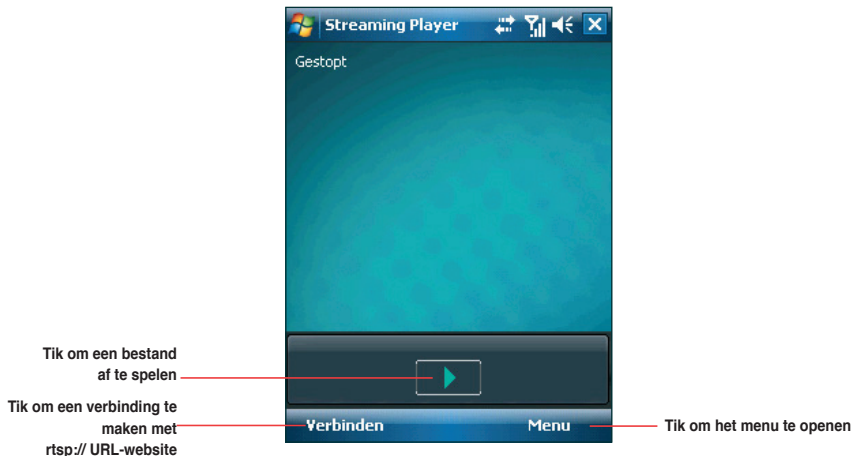 Streaming Player
Gestopt
Tik om een bestand
af te spelen
Tik om een verbinding te
maken met
rtsp:// URL-website
Verbinden
Menu
Tik om het menu te openen